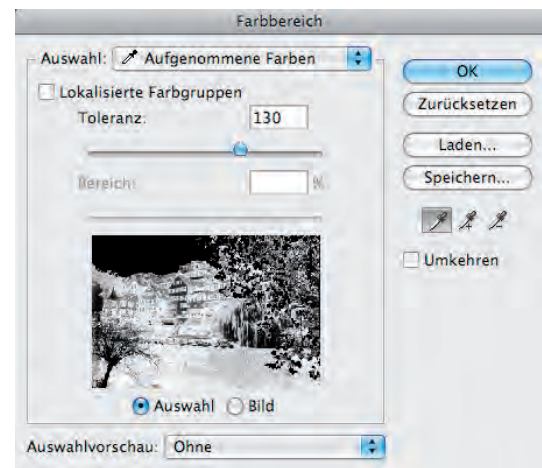 Farbbereich
Auswahl: Aufgenommene Farben
Lokalisierte Farbgruppen
Toleranz: 130
Bereich: %
Auswahl Bild
Auswahlvorschau: Ohne
OK
Zurücksetzen
Laden...
Speichern...
Umkehren